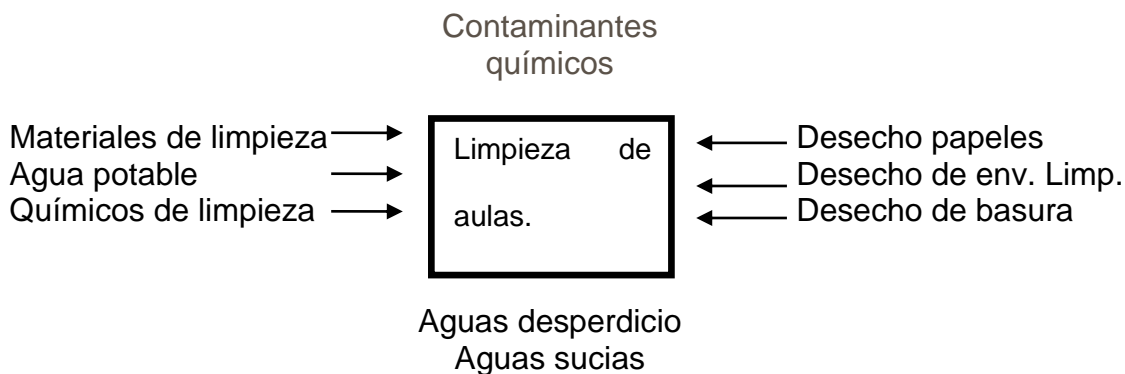 Contaminantes
químicos
Materiales de limpieza
Agua potable
Químicos de limpieza
Limpieza de
aulas.
Desecho papeles
Desecho de env. Limp.
Desecho de basura
Aguas desperdicio
Aguas sucias